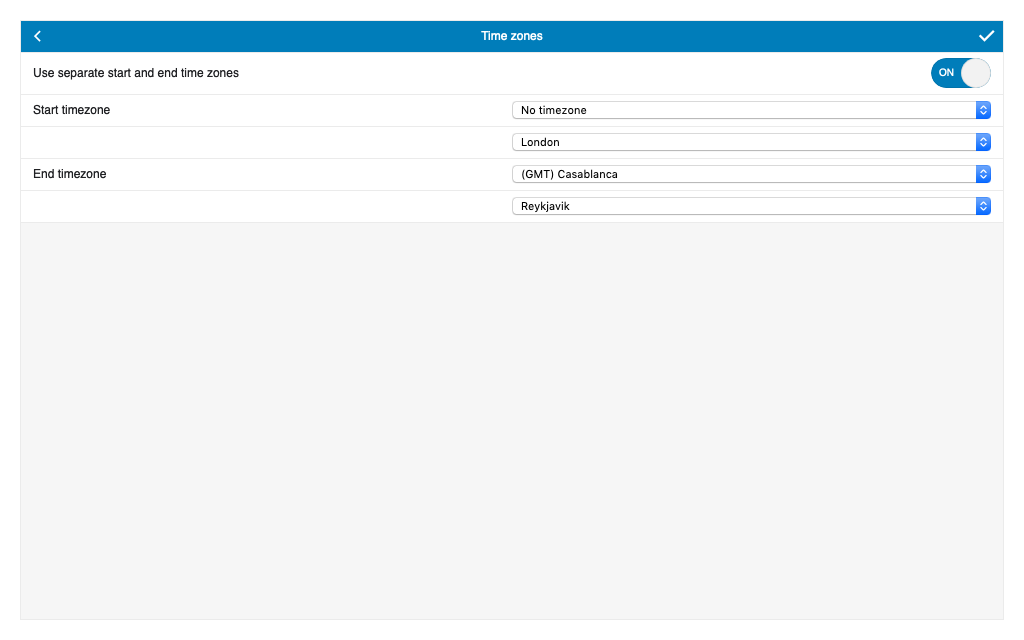 Time zones
Use separate start and end time zones
ON
Start timezone
No timezone
London
End timezone
(GMT) Casablanca
Reykjavik